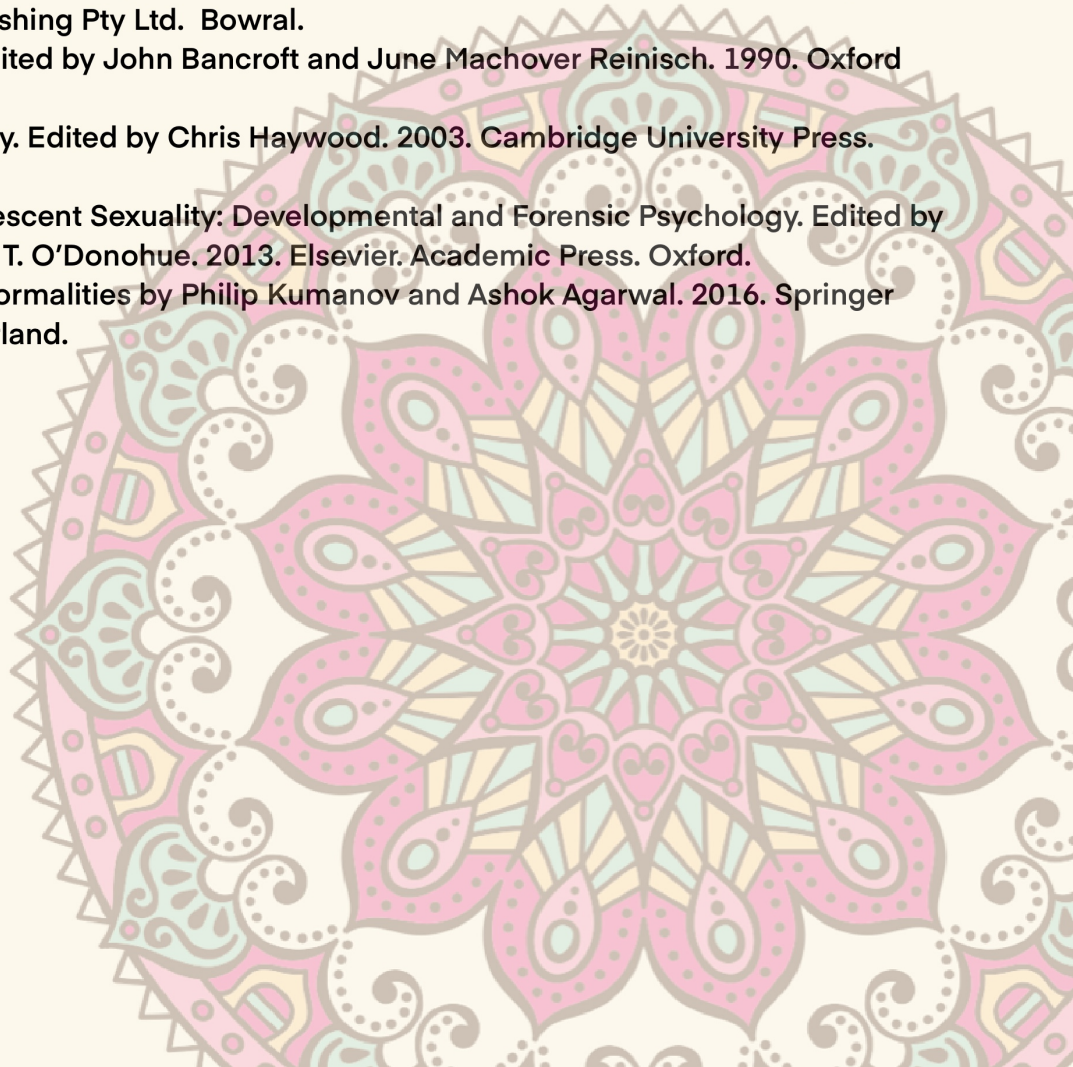 shing Pty Ltd.  Bowral.
ited by John Bancroft and June Machover Reinisch. 1990. Oxford
y. Edited by Chris Haywood. 2003. Cambridge University Press.
escent Sexuality: Developmental and Forensic Psychology. Edited by
T. O’Donohue. 2013. Elsevier. Academic Press. Oxford.
ormalities by Philip Kumanov and Ashok Agarwal. 2016. Springer
land.